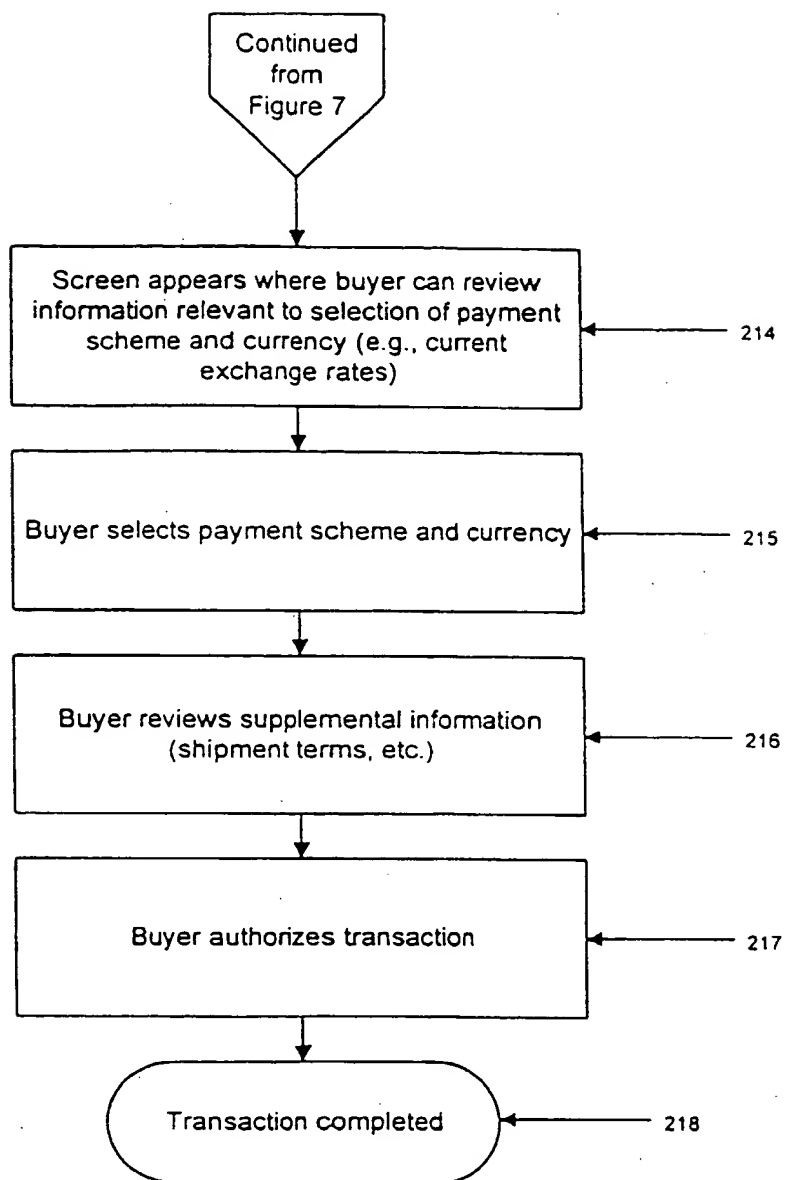 Continued
from
Figure 7
Screen appears where buyer can review
information relevant to selection of payment
scheme and currency (e.g., current
exchange rates)
214
Buyer selects payment scheme and currency
215
Buyer reviews supplemental information
(shipment terms, etc.)
216
Buyer authorizes transaction
217
Transaction completed
218